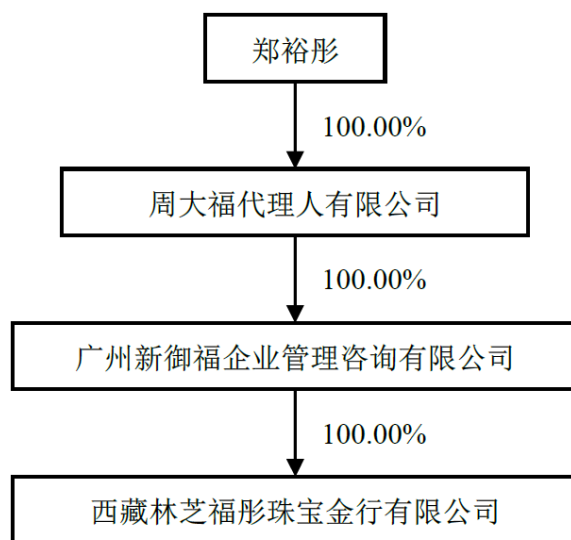 郑裕彤
100.00%
周大福代理人有限公司
100.00%
广州新御福企业管理咨询有限公司
100.00%
西藏林芝福彤珠宝金行有限公司